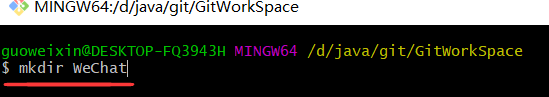 MINGW64:/d/java/git/GitWorkSpace
guoweixin@DESKTOP-FQ3943H MINGW64 /d/java/git/GitWorkSpace
$ mkdir WeChat